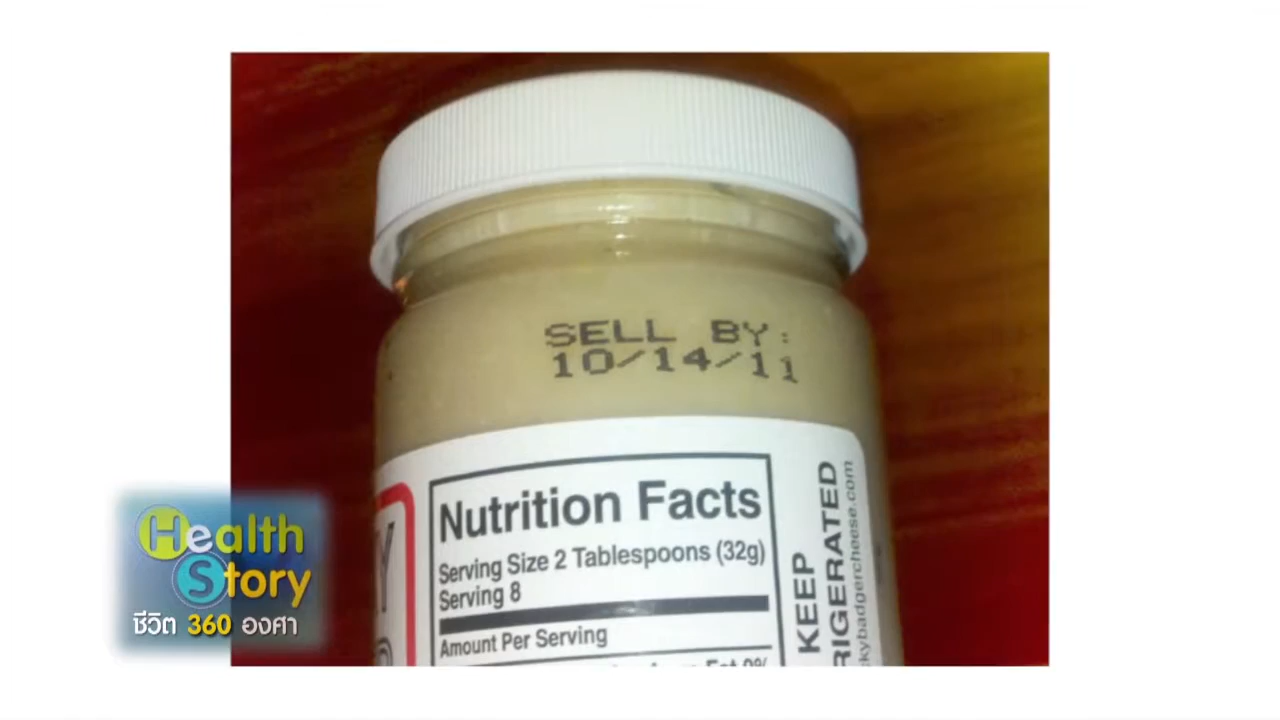 SELL BY:
10/14/11
Nutrition Facts
Serving Size 2 Tablespoons (32g)
Serving 8
Amount Per Serving
KEEP
Health
Story
ชีวิต 360 องศา